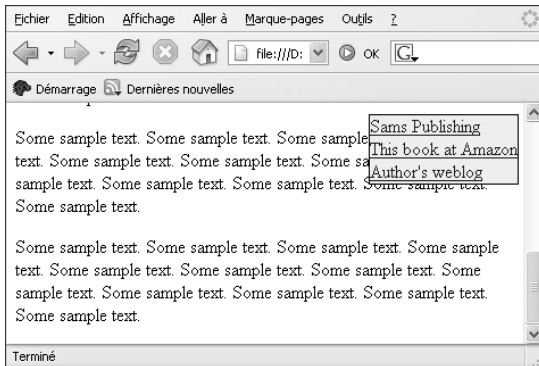 Fichier Edition Affichage Aller à Marque-pages Outils ?
file:///D: OK G
Démarrage Dernières nouvelles
Some sample text. Some sample text. Some sample
text. Some sample text. Some sample text. Some sa
sample text. Some sample text. Some sample text. Some sample text.
Some sample text.
Sams Publishing
This book at Amazon
Author's weblog
Some sample text. Some sample text. Some sample text. Some sample
text. Some sample text. Some sample text. Some sample text. Some
sample text. Some sample text. Some sample text. Some sample text.
Some sample text.
Terminé